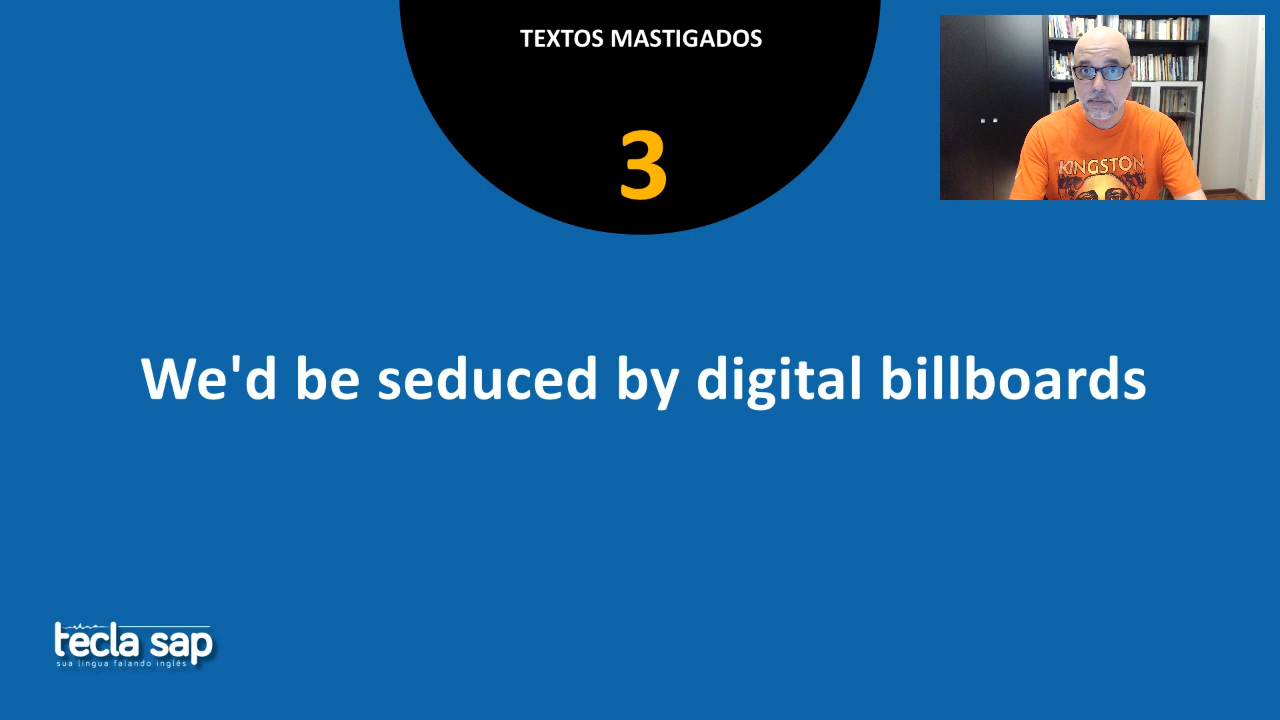 TEXTOS MASTIGADOS
3
KINGSTON
We'd be seduced by digital billboards
tecla sap
sua língua falando inglês